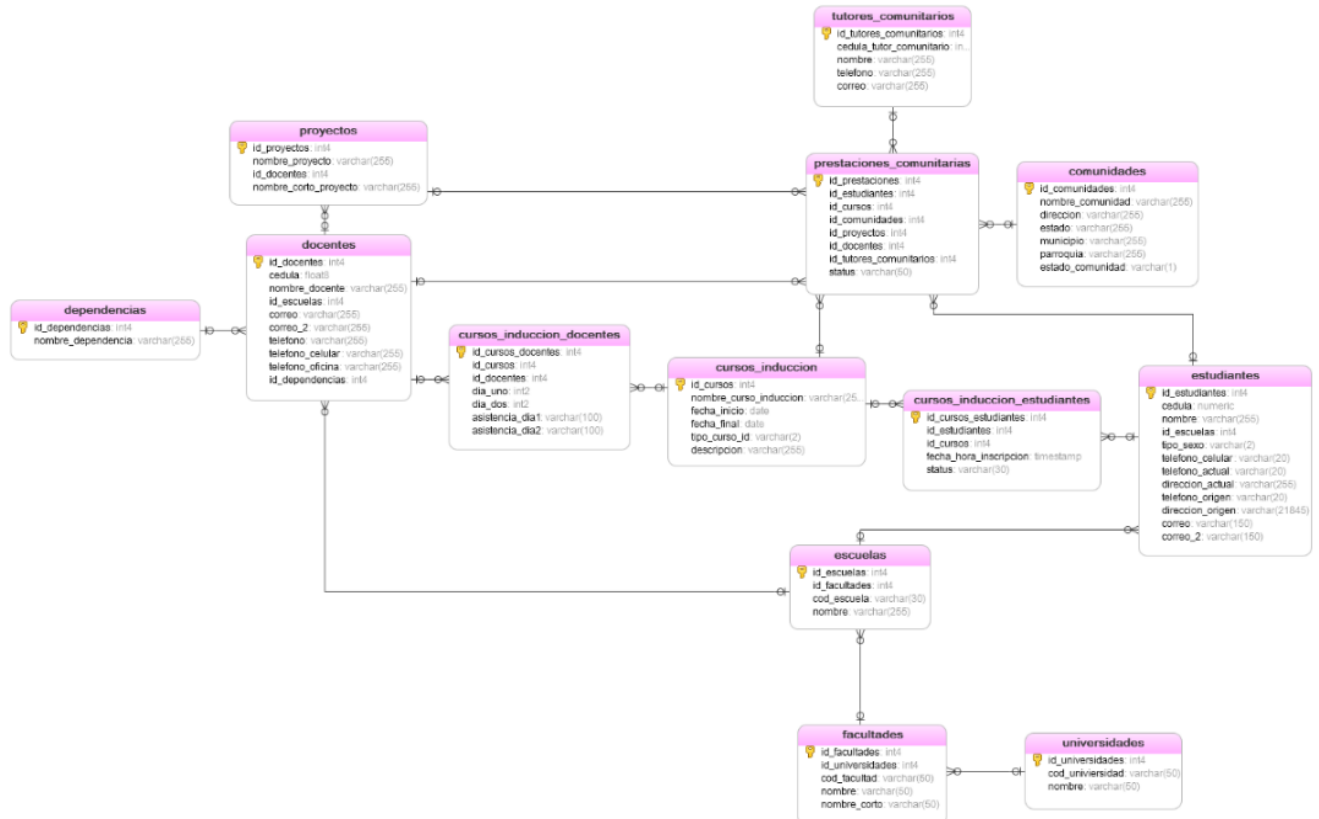 tutores_comunitarios
id_tutores_comunitarios: int4
cedula_tutor_comunitario: in...
nombre: varchar(255)
telefono: varchar(255)
correo: varchar(255)
proyectos
id_proyectos: int4
nombre_proyecto: varchar(255)
id_docentes: int4
nombre_corto_proyecto: varchar(255)
prestaciones_comunitarias
id_prestaciones: int4
id_estudiantes: int4
id_cursos: int4
id_comunidades: int4
id_proyectos: int4
id_docentes: int4
id_tutores_comunitarios: int4
status: varchar(50)
comunidades
id_comunidades: int4
nombre_comunidad: varchar(255)
direccion: varchar(255)
estado: varchar(255)
municipio: varchar(255)
parroquia: varchar(255)
estado_comunidad: varchar(1)
docentes
id_docentes: int4
cedula: float8
nombre_docente: varchar(255)
id_escuelas: int4
correo: varchar(255)
correo_2: varchar(255)
telefono: varchar(255)
telefono_celular: varchar(255)
telefono_oficina: varchar(255)
id_dependencias: int4
dependencias
id_dependencias: int4
nombre_dependencia: varchar(255)
cursos_induccion_docentes
id_cursos_docentes: int4
id_cursos: int4
id_docentes: int4
dia_uno: int2
dia_dos: int2
asistencia_dia1: varchar(100)
asistencia_dia2: varchar(100)
cursos_induccion
id_cursos: int4
nombre_curso_induccion: varchar(25...
fecha_inicio: date
fecha_final: date
tipo_curso_id: varchar(2)
descripcion: varchar(255)
cursos_induccion_estudiantes
id_cursos_estudiantes: int4
id_estudiantes: int4
id_cursos: int4
fecha_hora_inscripcion: timestamp
status: varchar(30)
estudiantes
id_estudiantes: int4
cedula: numeric
nombre: varchar(255)
id_escuelas: int4
tipo_sexo: varchar(2)
telefono_celular: varchar(20)
telefono_actual: varchar(20)
direccion_actual: varchar(255)
telefono_origen: varchar(20)
direccion_origen: varchar(21845)
correo: varchar(150)
correo_2: varchar(150)
escuelas
id_escuelas: int4
id_facultades: int4
cod_escuela: varchar(30)
nombre: varchar(255)
facultades
id_facultades: int4
id_universidades: int4
cod_facultad: varchar(50)
nombre: varchar(50)
nombre_corto: varchar(50)
universidades
id_universidades: int4
cod_univiersidad: varchar(50)
nombre: varchar(50)